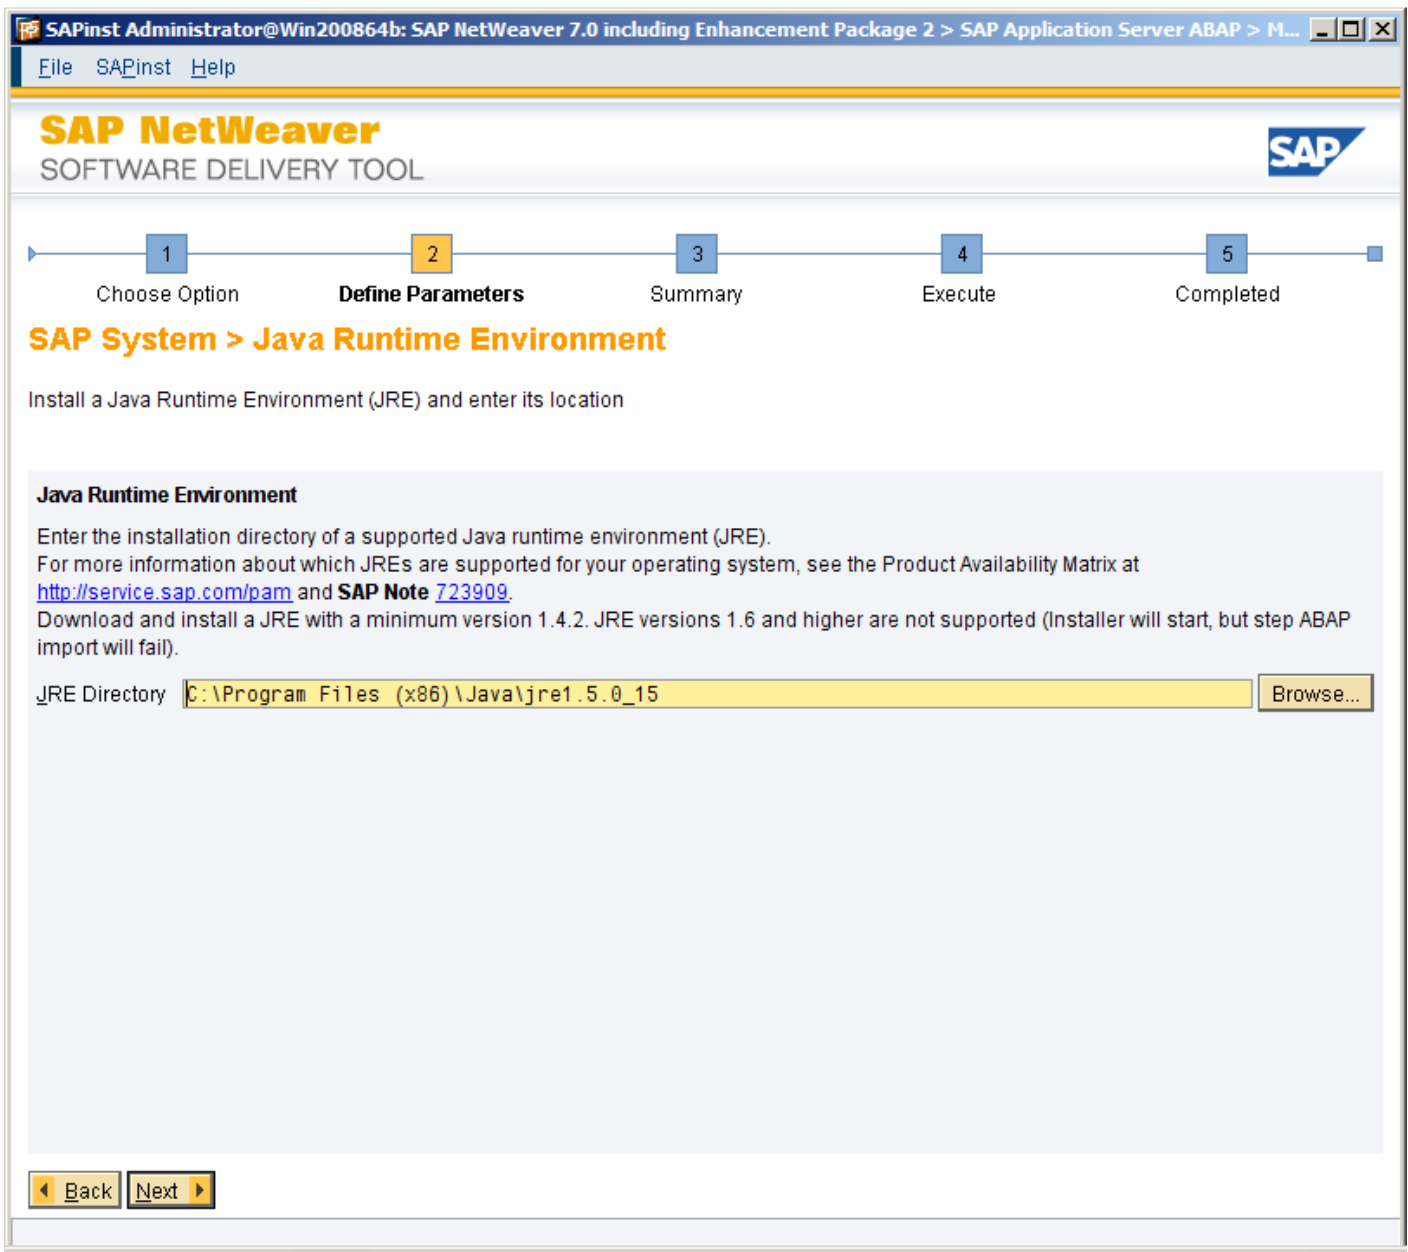 SAPinst Administrator@Win200864b: SAP NetWeaver 7.0 including Enhancement Package 2 > SAP Application Server ABAP > M...
File SAPinst Help
SAP NetWeaver
SOFTWARE DELIVERY TOOL
SAP
1 2 3 4 5
Choose Option Define Parameters Summary Execute Completed
SAP System > Java Runtime Environment
Install a Java Runtime Environment (JRE) and enter its location
Java Runtime Environment
Enter the installation directory of a supported Java runtime environment (JRE).
For more information about which JREs are supported for your operating system, see the Product Availability Matrix at
http://service.sap.com/pam and SAP Note 723909.
Download and install a JRE with a minimum version 1.4.2. JRE versions 1.6 and higher are not supported (Installer will start, but step ABAP
import will fail).
JRE Directory C:\Program Files (x86)\Java\jre1.5.0_15 Browse...
Back Next